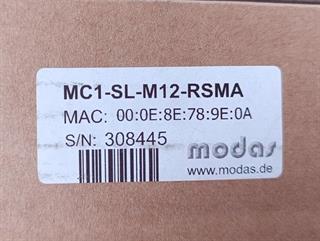 MC1-SL-M12-RSMA
MAC: 00:0E:8E:78:9E:0A
S/N: 308445
modas
www.modas.de